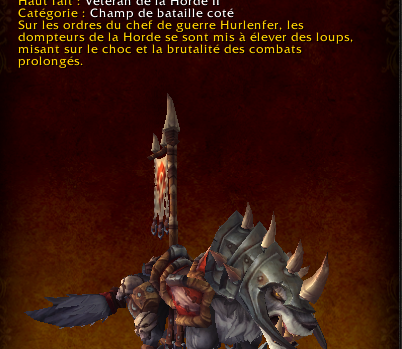 Haut fait : Vétéran de la Horde II
Catégorie : Champ de bataille coté
Sur les ordres du chef de guerre Hurlenfer, les
dompteurs de la Horde se sont mis à élever des loups,
misant sur le choc et la brutalité des combats
prolongés.